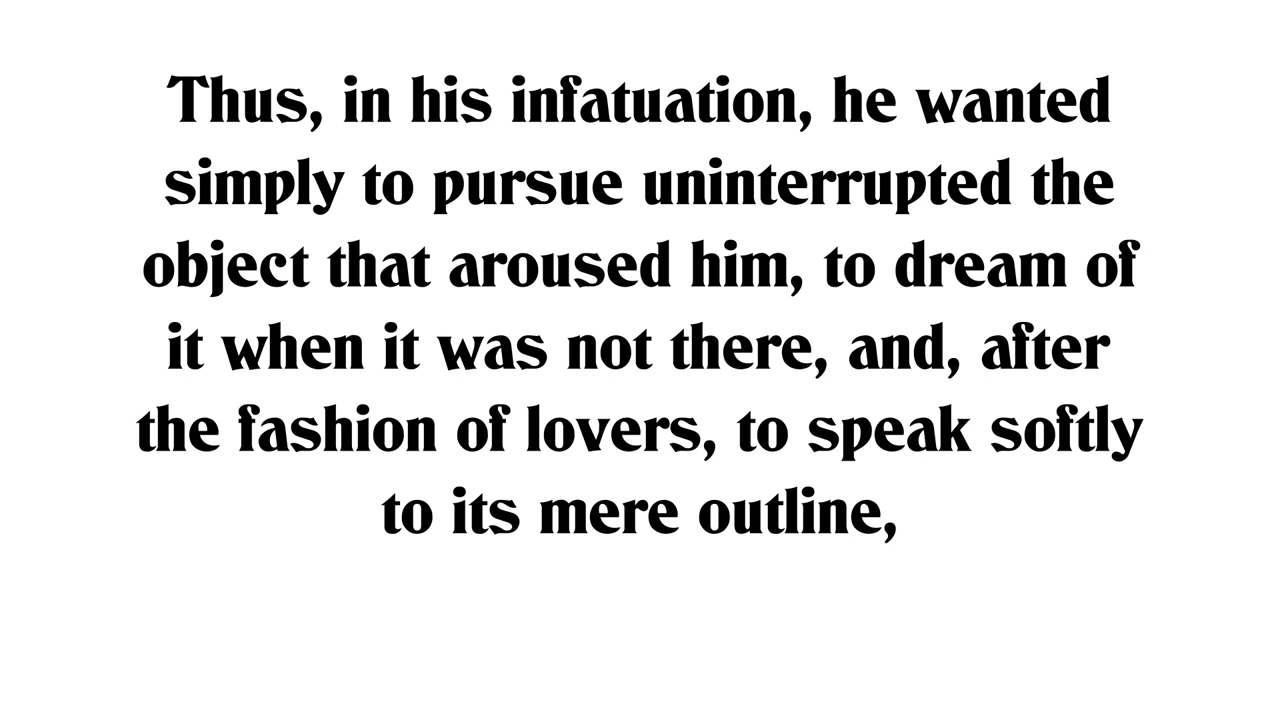 Thus, in his infatuation, he wanted
simply to pursue uninterrupted the
object that aroused him, to dream of
it when it was not there, and, after
the fashion of lovers, to speak softly
to its mere outline,